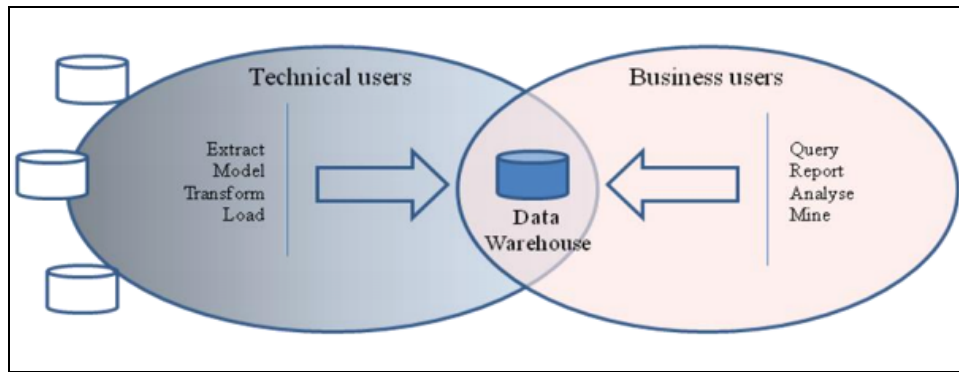 Technical users
Business users
Extract
Model
Transform
Load
Data
Warehouse
Query
Report
Analyse
Mine